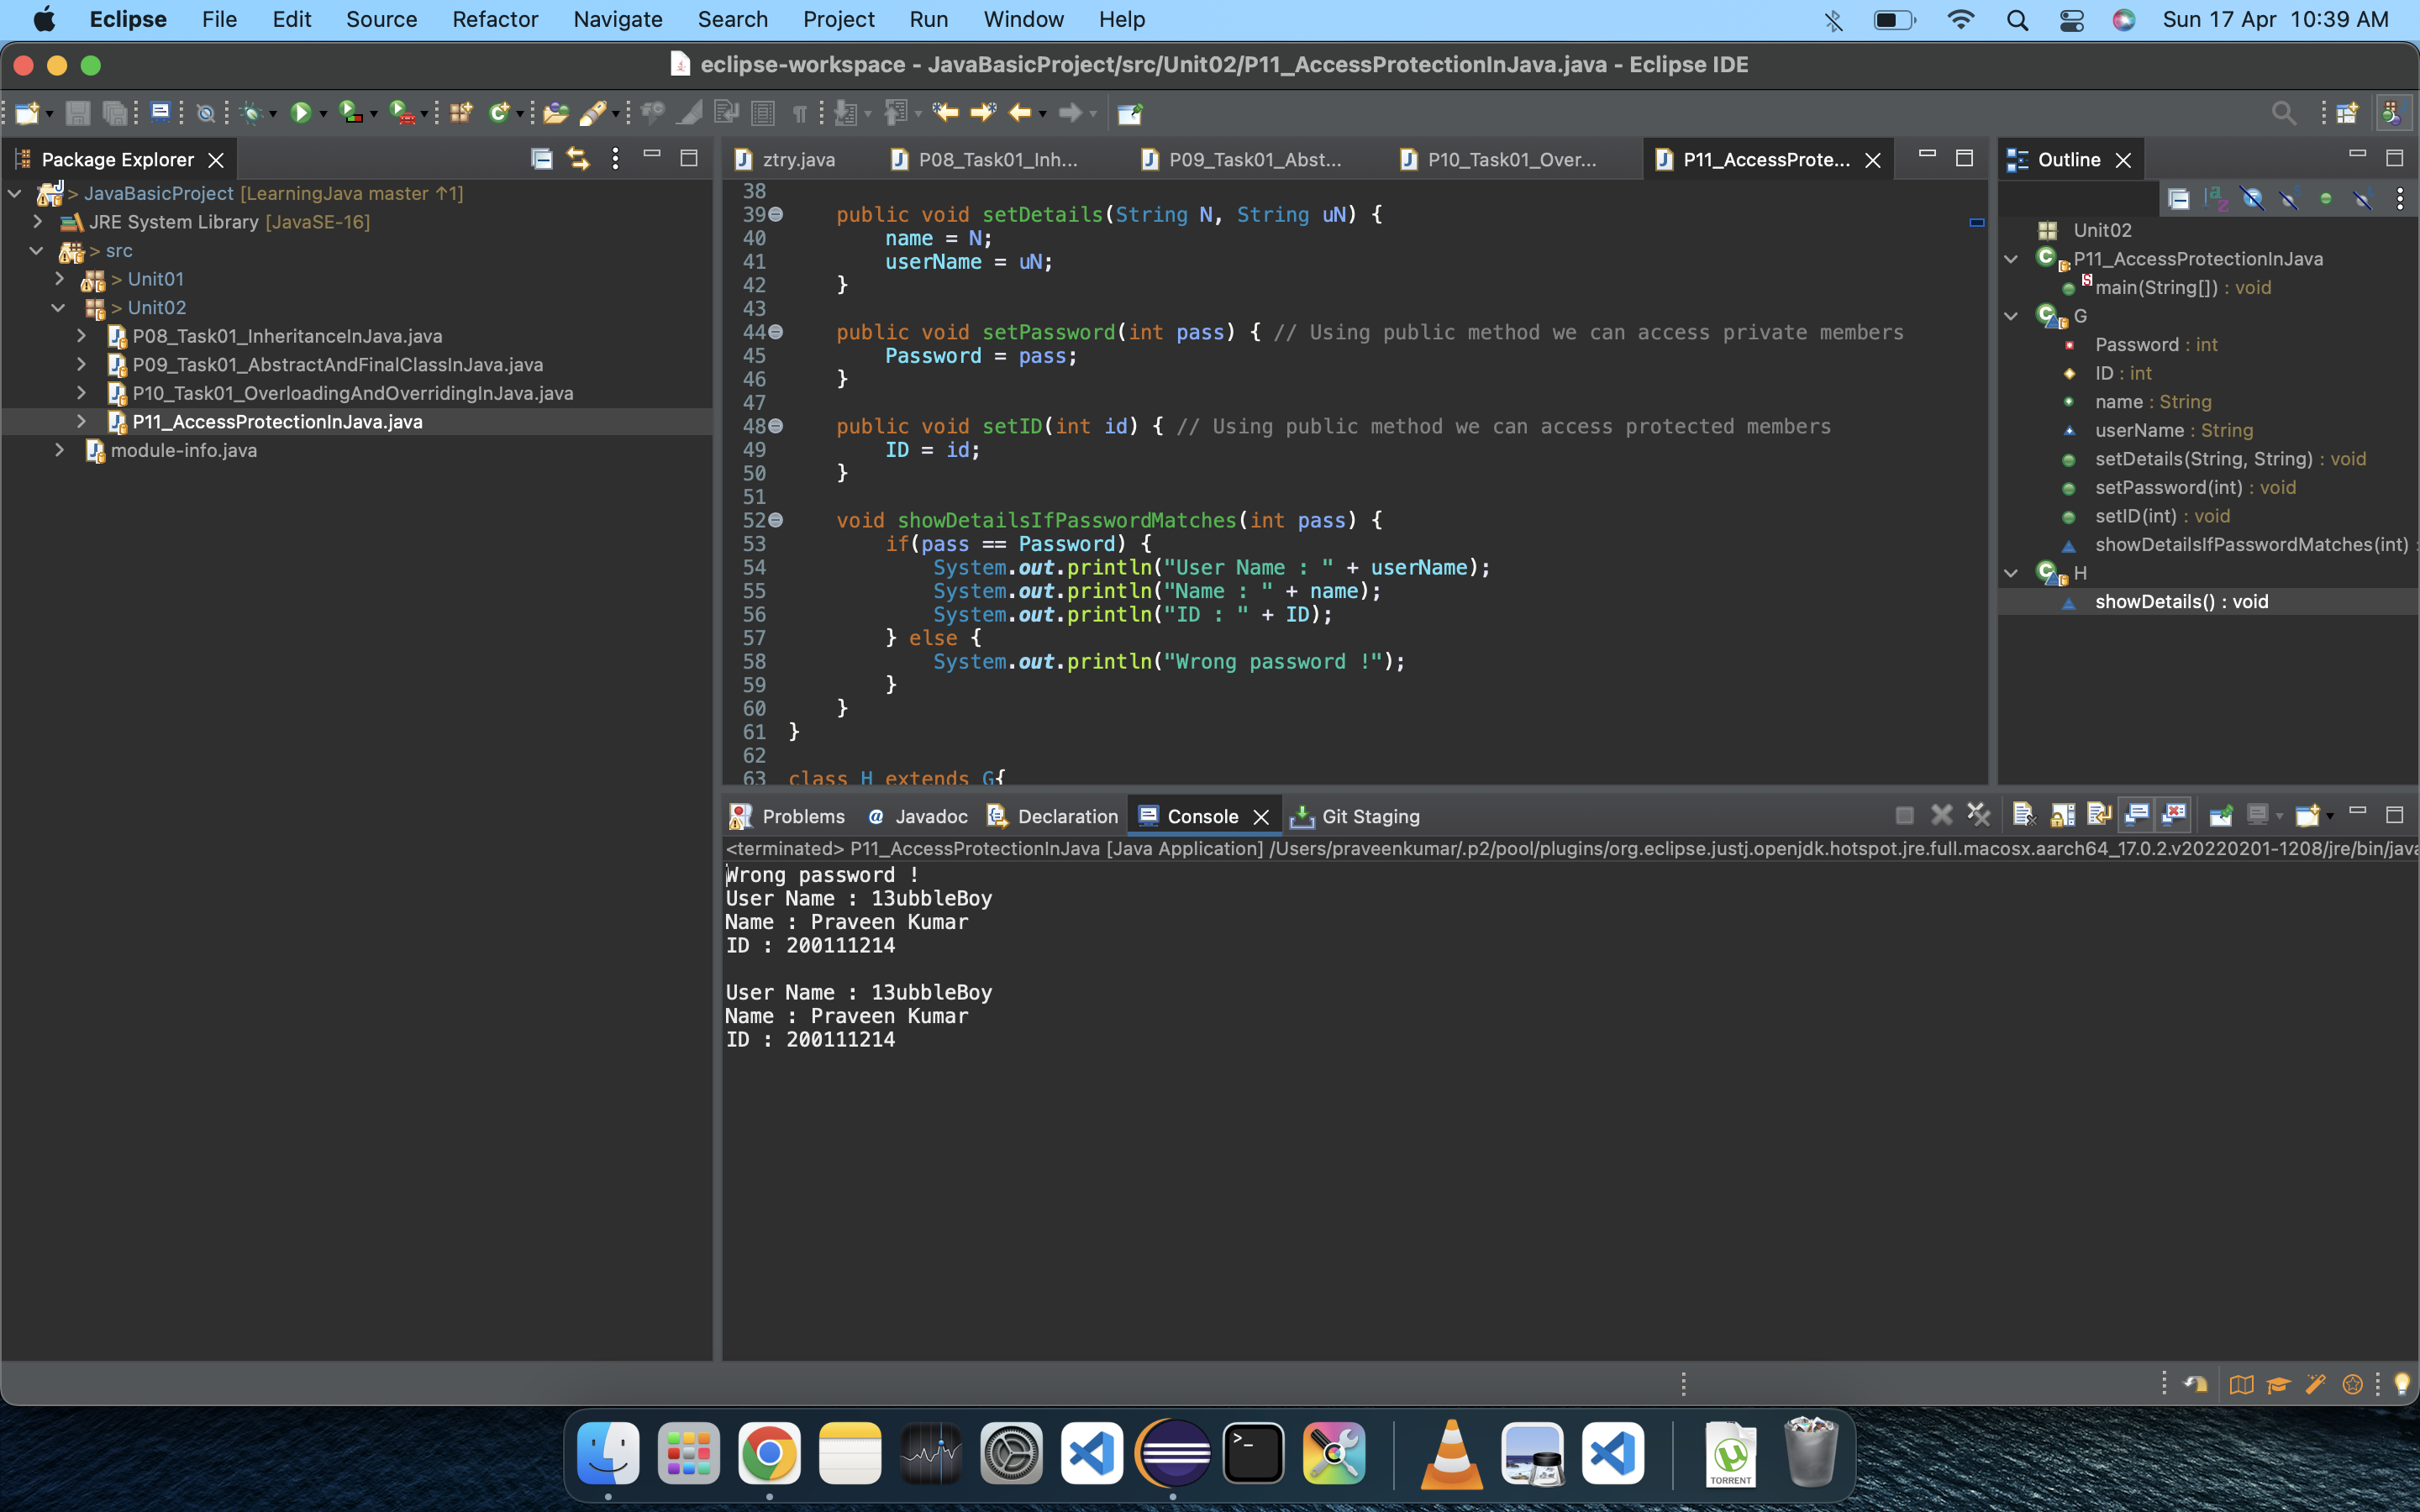 Eclipse File Edit Source Refactor Navigate Search Project Run Window Help Sun 17 Apr 10:39 AM
eclipse-workspace - JavaBasicProject/src/Unit02/P11_AccessProtectionInJava.java - Eclipse IDE
Package Explorer
> JavaBasicProject [LearningJava master ↑1]
JRE System Library [JavaSE-16]
> src
> Unit01
> Unit02
P08_Task01_InheritanceInJava.java
P09_Task01_AbstractAndFinalClassInJava.java
P10_Task01_OverloadingAndOverridingInJava.java
P11_AccessProtectionInJava.java
module-info.java
ztry.java P08_Task01_Inh... P09_Task01_Abst... P10_Task01_Over... P11_AccessProte...
38
39 public void setDetails(String N, String uN) {
40 name = N;
41 userName = uN;
42 }
43
44 public void setPassword(int pass) { // Using public method we can access private members
45 Password = pass;
46 }
47
48 public void setID(int id) { // Using public method we can access protected members
49 ID = id;
50 }
51
52 void showDetailsIfPasswordMatches(int pass) {
53 if(pass == Password) {
54 System.out.println("User Name : " + userName);
55 System.out.println("Name : " + name);
56 System.out.println("ID : " + ID);
57 } else {
58 System.out.println("Wrong password !");
59 }
60 }
61 }
62
63 class H extends G{
Outline
Unit02
P11_AccessProtectionInJava
main(String[]) : void
G
Password : int
ID : int
name : String
userName : String
setDetails(String, String) : void
setPassword(int) : void
setID(int) : void
showDetailsIfPasswordMatches(int) :
H
showDetails() : void
Problems @ Javadoc Declaration Console Git Staging
<terminated> P11_AccessProtectionInJava [Java Application] /Users/praveenkumar/.p2/pool/plugins/org.eclipse.justj.openjdk.hotspot.jre.full.macosx.aarch64_17.0.2.v20220201-1208/jre/bin/java
Wrong password !
User Name : 13ubbleBoy
Name : Praveen Kumar
ID : 200111214
User Name : 13ubbleBoy
Name : Praveen Kumar
ID : 200111214
TORRENT